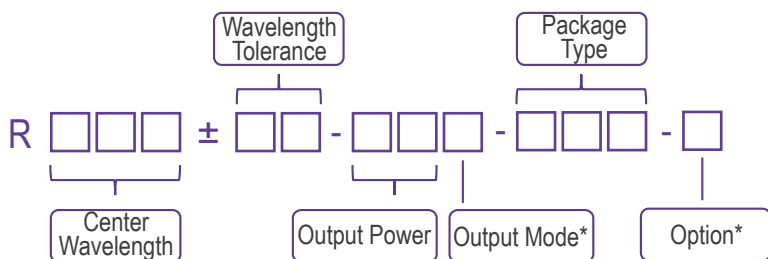 Wavelength
Tolerance
Package
Type
R ± - - -
Center
Wavelength
Output Power
Output Mode*
Option*